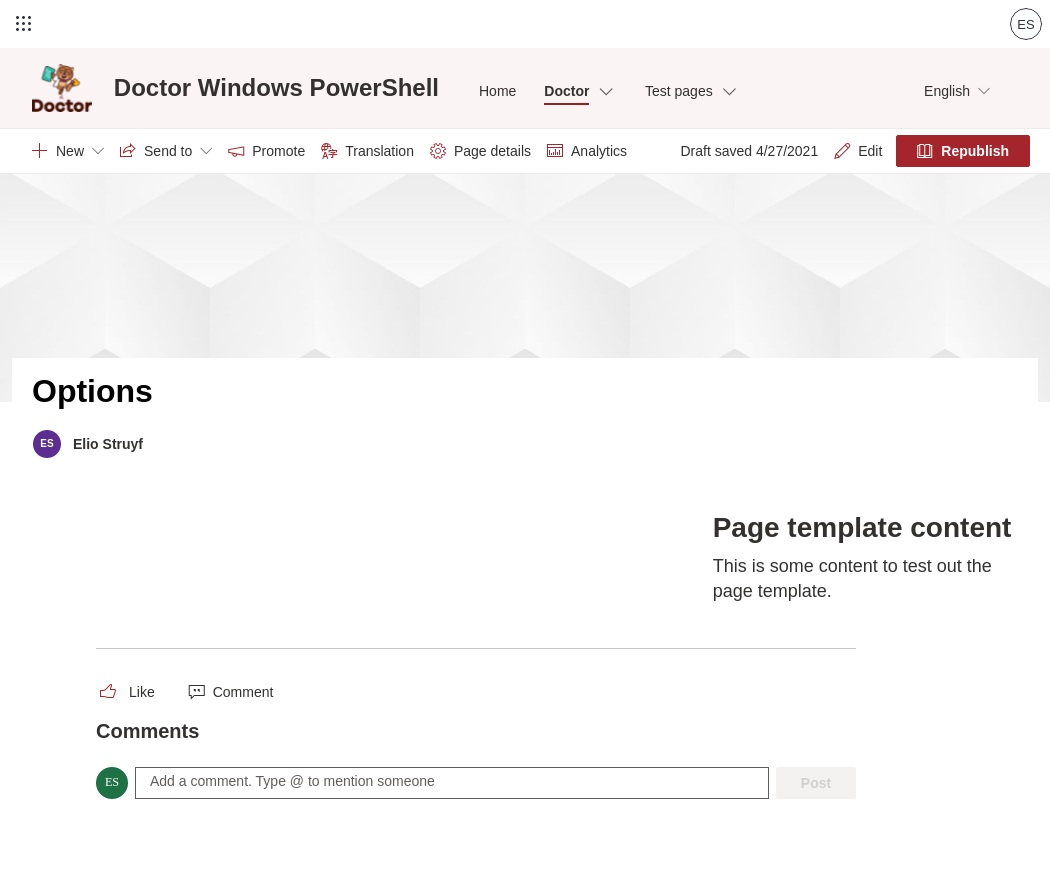 ES
Doctor
Doctor Windows PowerShell
Home
Doctor
Test pages
English
New
Send to
Promote
Translation
Page details
Analytics
Draft saved 4/27/2021
Edit
Republish
Options
ES
Elio Struyf
Page template content
This is some content to test out the
page template.
Like
Comment
Comments
ES
Add a comment. Type @ to mention someone
Post